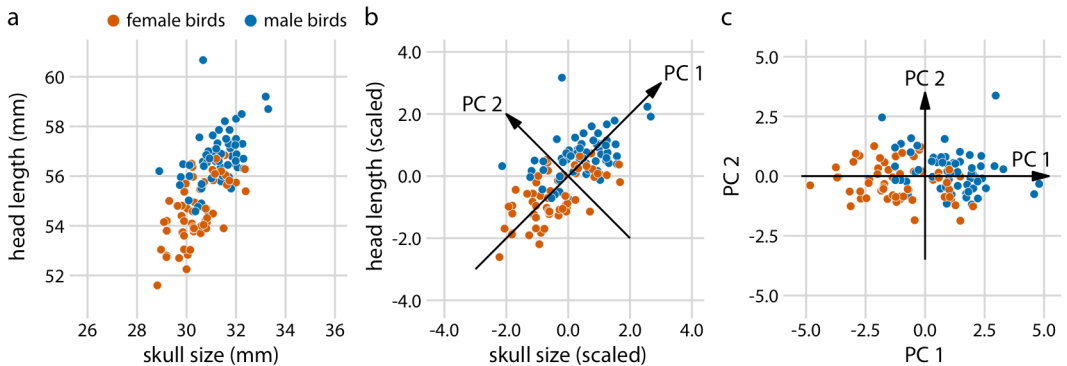 a
female birds
male birds
head length (mm)
60
58
56
54
52
26
28
30
32
34
36
skull size (mm)
b
head length (scaled)
4.0
2.0
0.0
-2.0
-4.0
PC 1
PC 2
-4.0
-2.0
0.0
2.0
4.0
skull size (scaled)
c
PC 2
5.0
2.5
0.0
-2.5
-5.0
PC 2
PC 1
-5.0
-2.5
0.0
2.5
5.0
PC 1